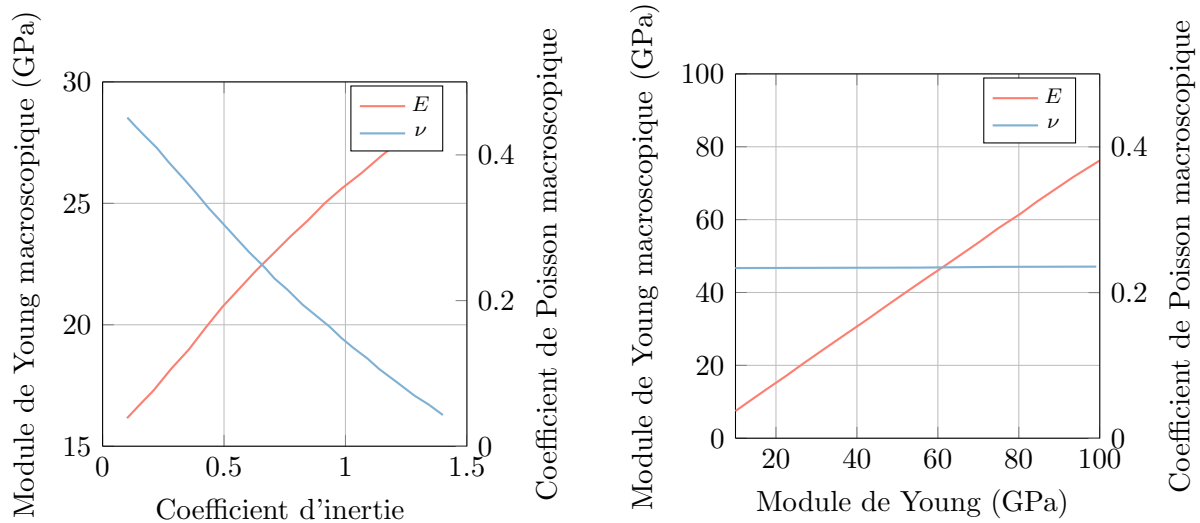 Module de Young macroscopique (GPa)
30
25
20
15
0
0.5
1
1.5
Coefficient d'inertie
0.4
0.2
0
Coefficient de Poisson macroscopique
E
ν
Module de Young macroscopique (GPa)
100
80
60
40
20
0
20
40
60
80
100
Module de Young (GPa)
0.4
0.2
0
Coefficient de Poisson macroscopique
E
ν